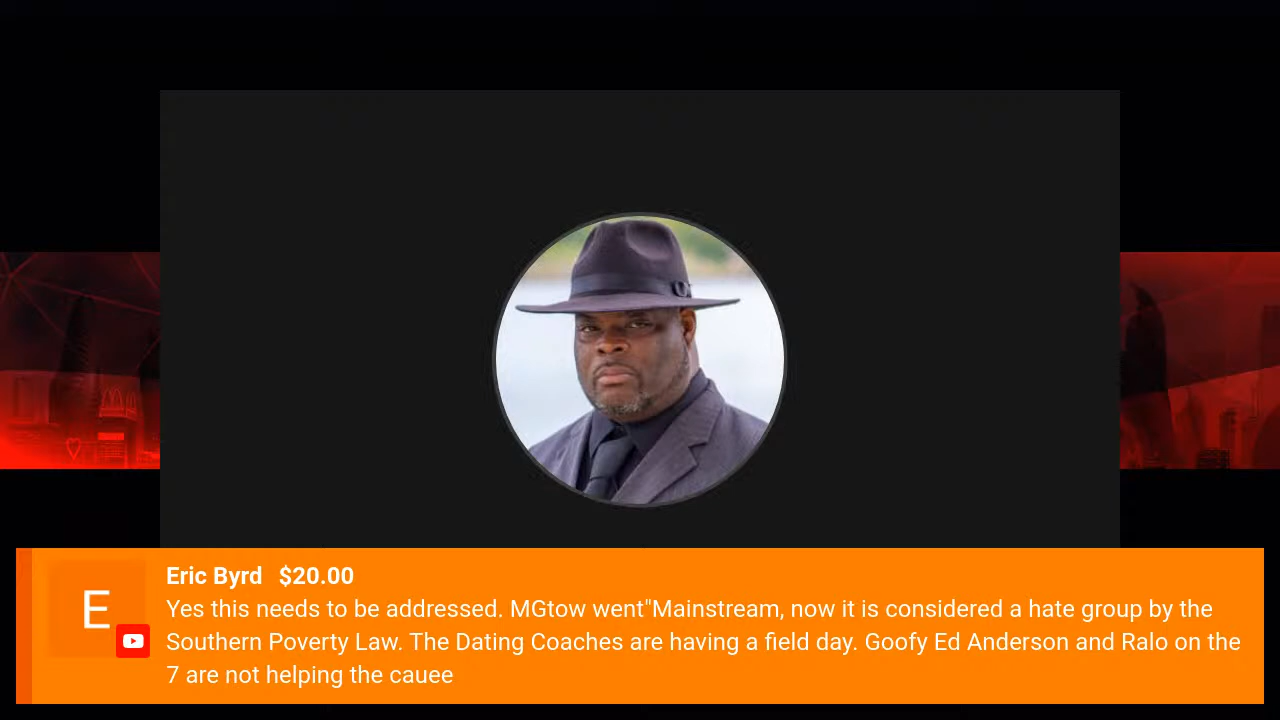 Eric Byrd $20.00
E
Yes this needs to be addressed. MGtow went"Mainstream, now it is considered a hate group by the
Southern Poverty Law. The Dating Coaches are having a field day. Goofy Ed Anderson and Ralo on the
7 are not helping the cauee